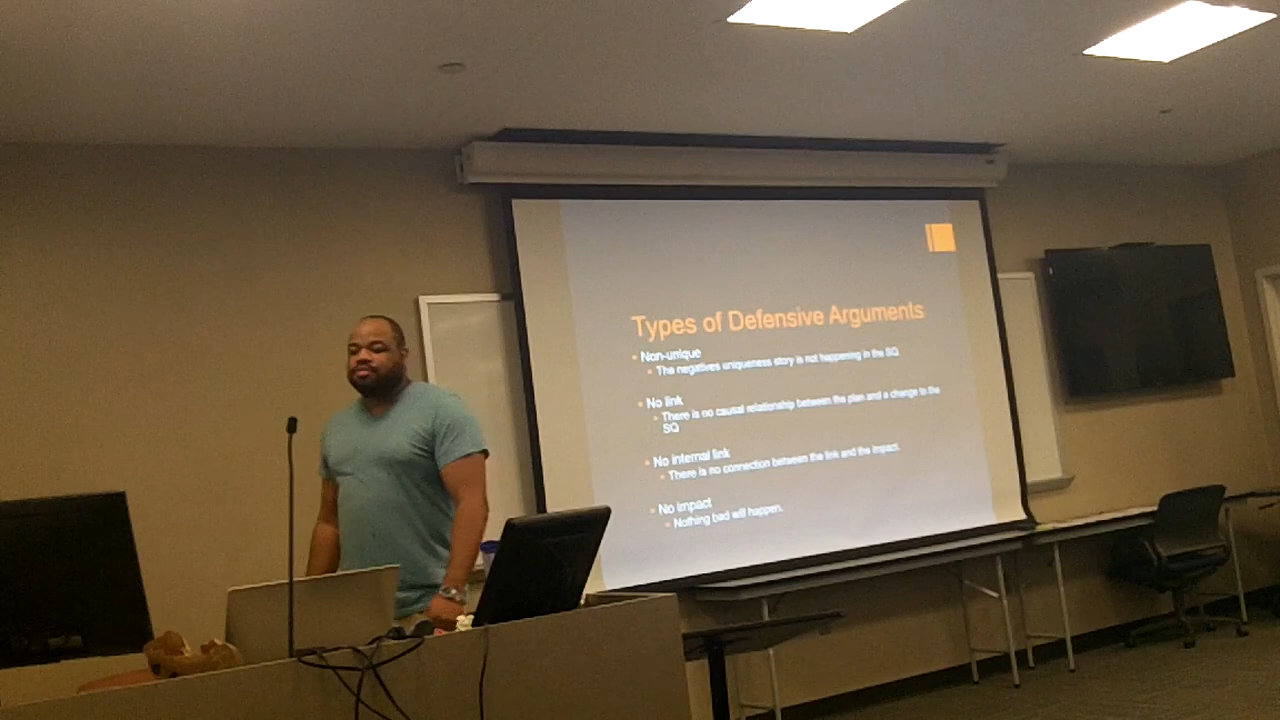 Types of Defensive Arguments
Non-unique
The negatives uniqueness story is not happening in the SQ
No link
There is no causal relationship between the plan and a change to the
SQ
No internal link
There is no connection between the link and the impact.
No impact
Nothing bad will happen.